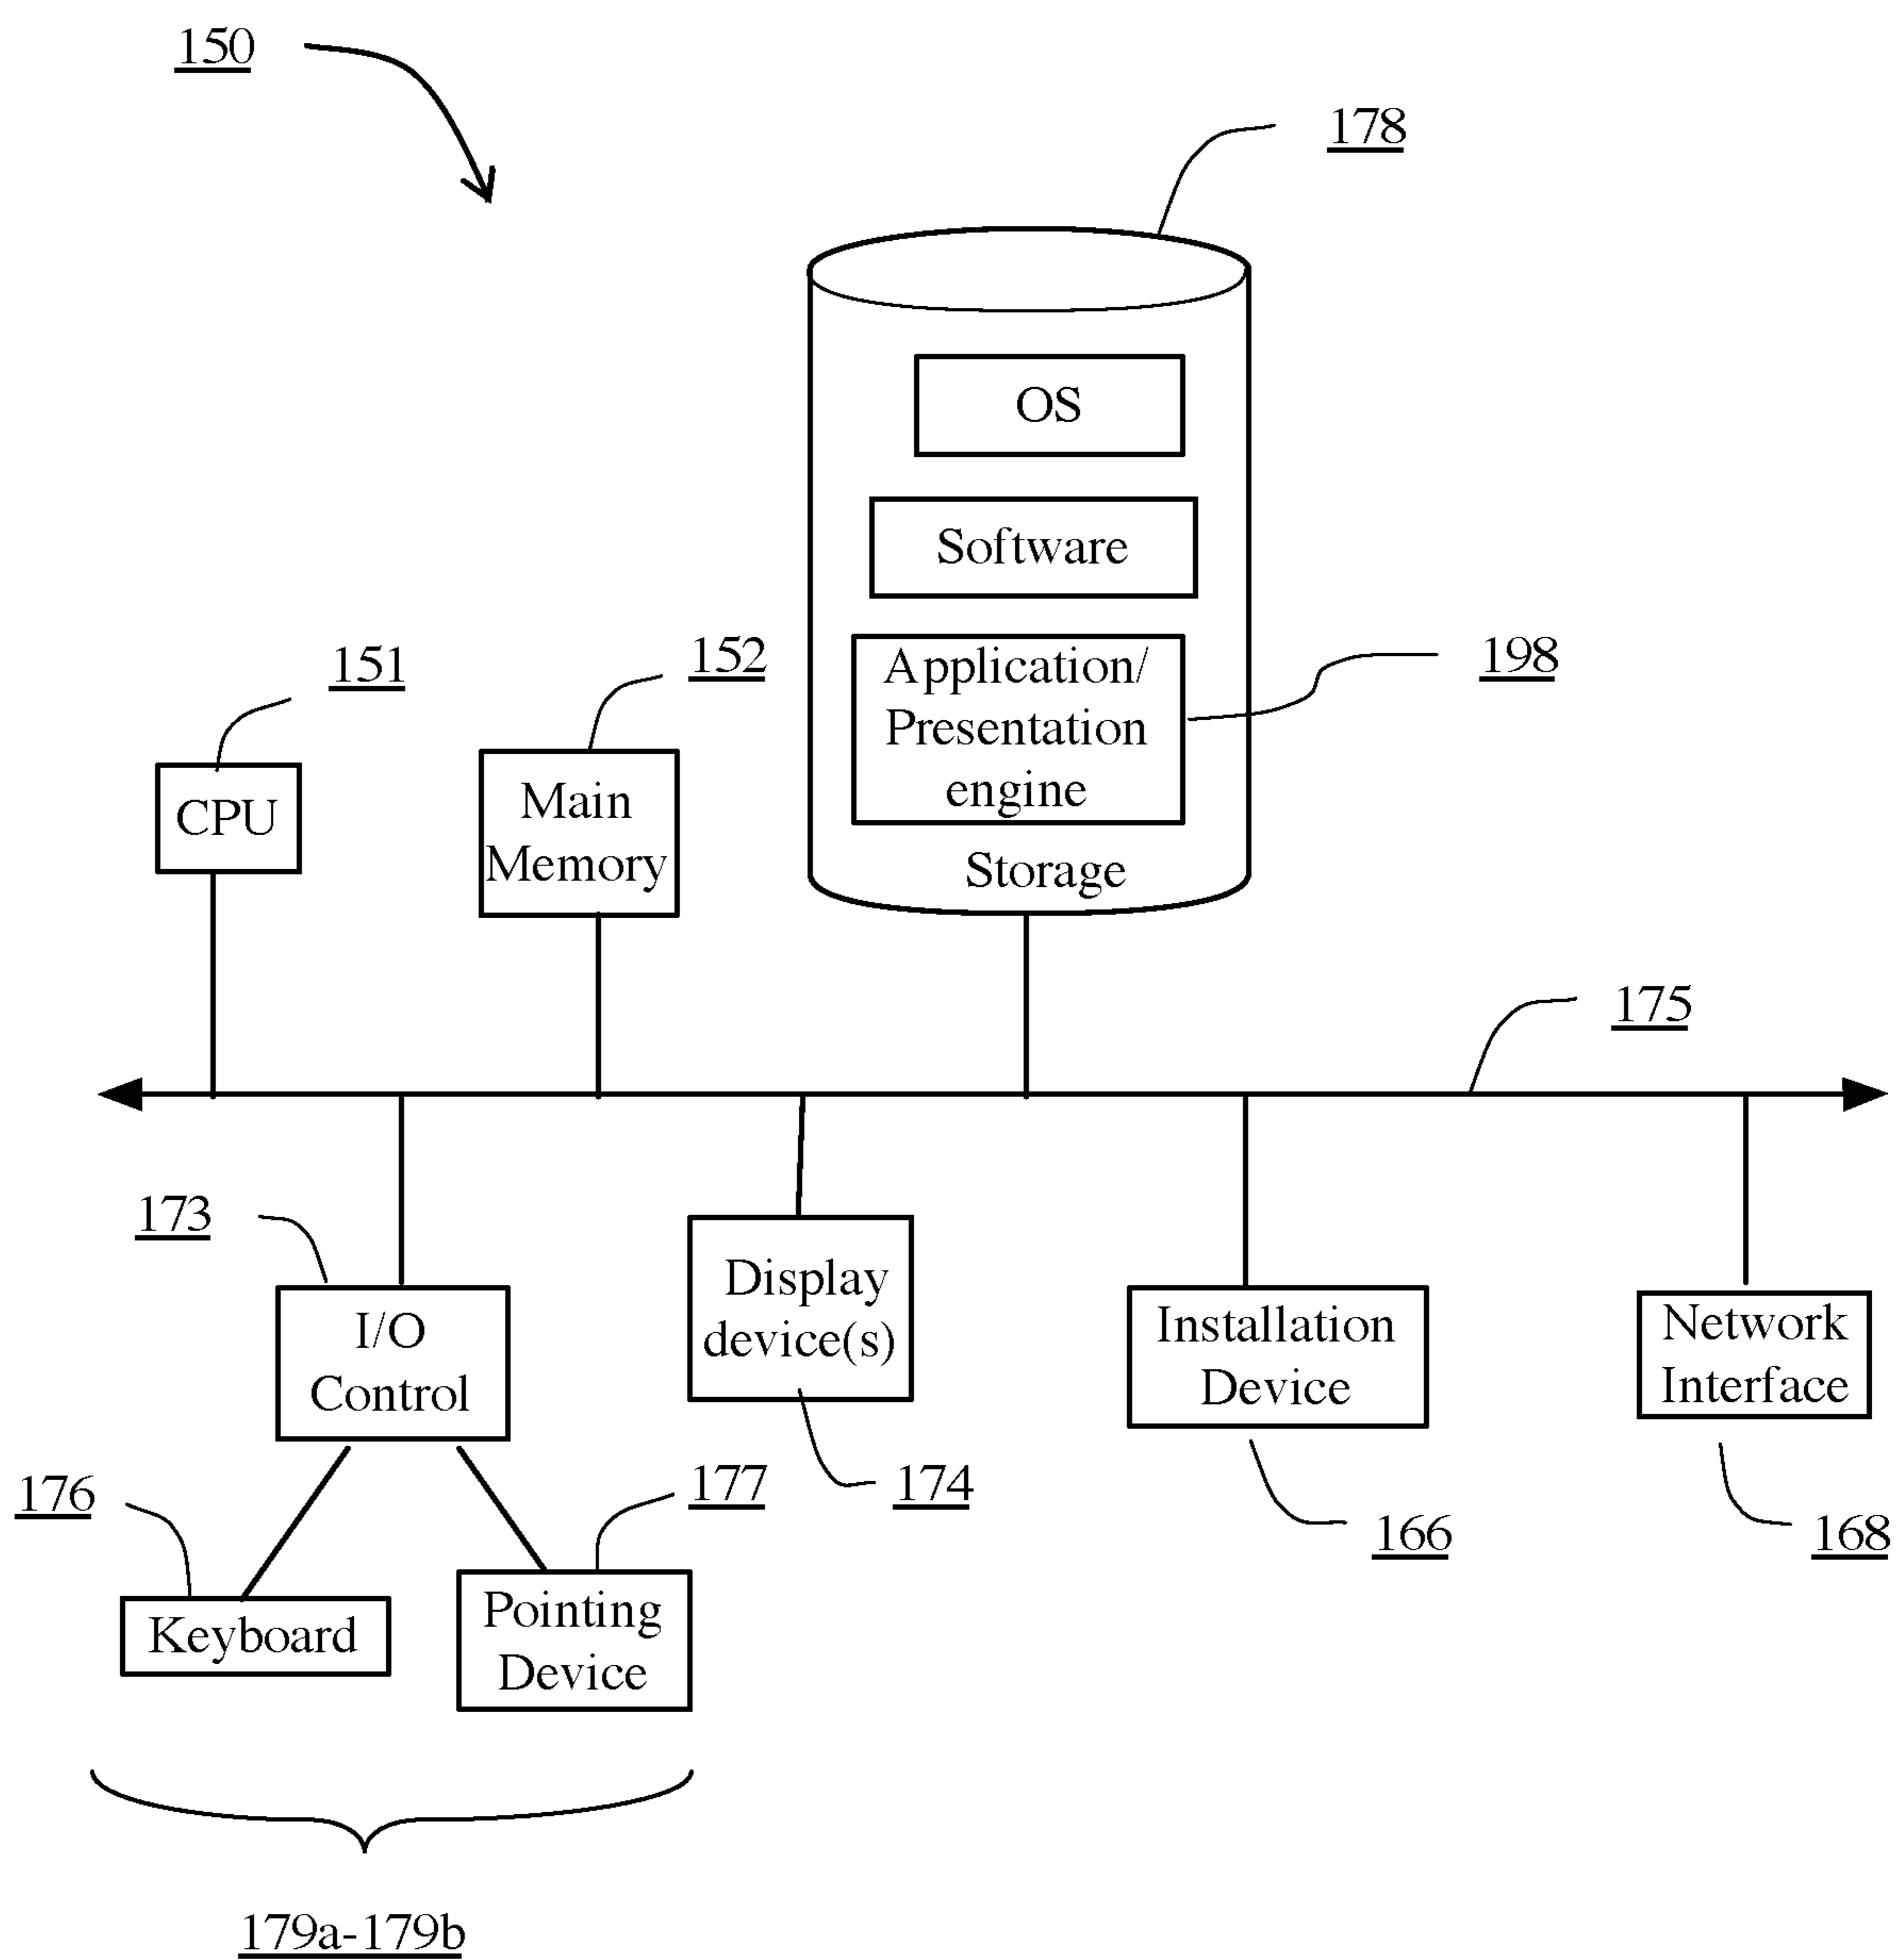 150
178
OS
Software
Application/
Presentation
engine
198
Storage
151
CPU
152
Main
Memory
175
173
I/O
Control
Display
device(s)
174
Installation
Device
166
Network
Interface
168
176
Keyboard
177
Pointing
Device
179a-179b